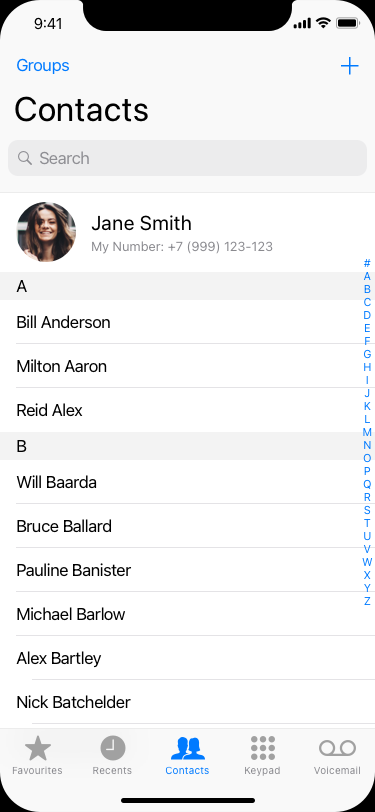 9:41
Groups
Contacts
Search
Jane Smith
My Number: +7 (999) 123-123
A
Bill Anderson
Milton Aaron
Reid Alex
B
Will Baarda
Bruce Ballard
Pauline Banister
Michael Barlow
Alex Bartley
Nick Batchelder
#
A
B
C
D
E
F
G
H
I
J
K
L
M
N
O
P
Q
R
S
T
U
V
W
X
Y
Z
Favourites Recents Contacts Keypad Voicemail